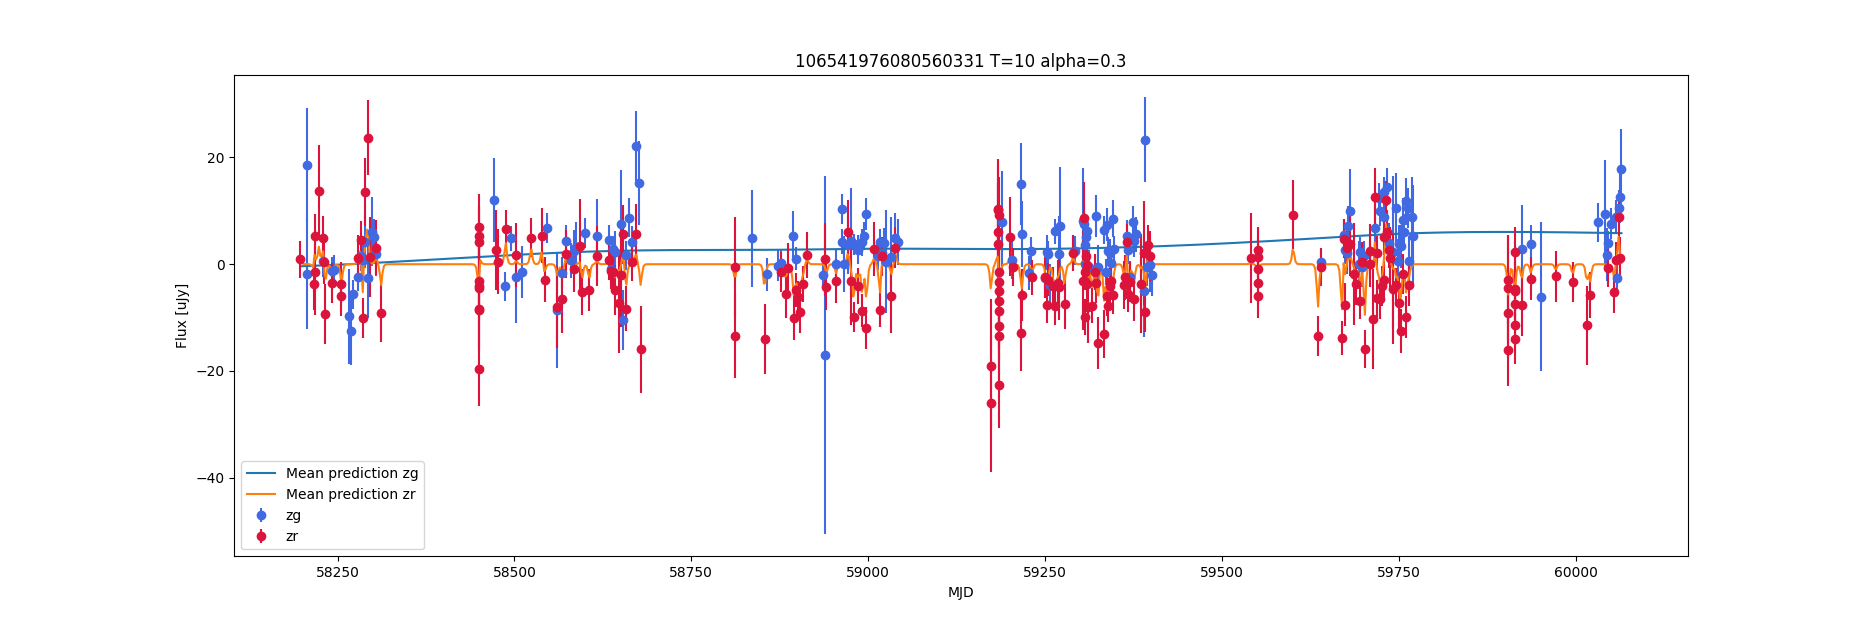 106541976080560331 T=10 alpha=0.3
Flux [uJy]
20
0
−20
−40
Mean prediction zg
Mean prediction zr
zg
zr
58250 58500 58750 59000 59250 59500 59750 60000
MJD